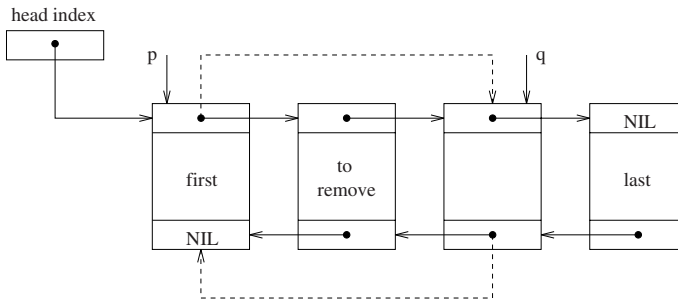 head index
p
q
NIL
first
to
remove
last
NIL